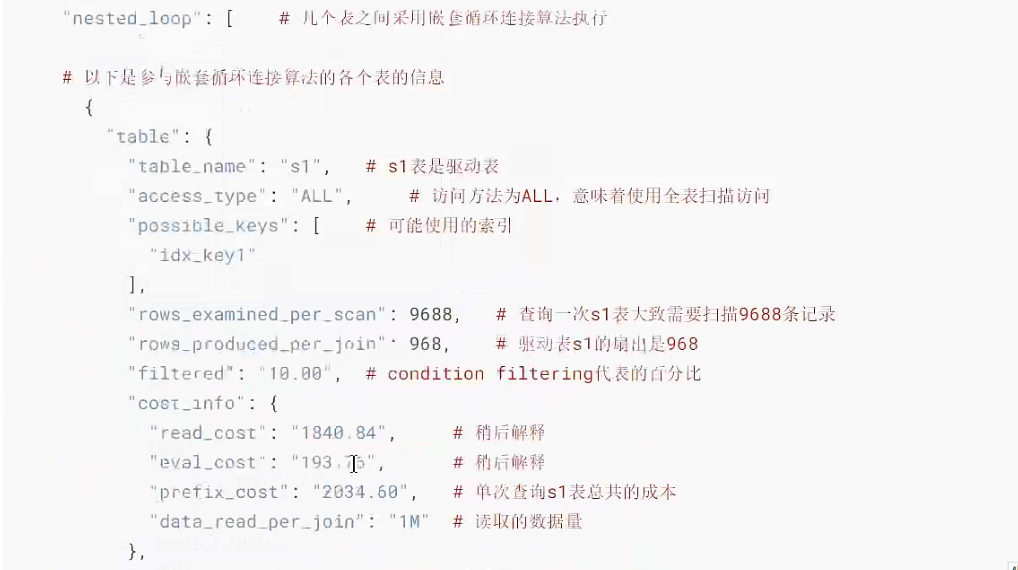 "nested_loop": [    # 几个表之间采用嵌套循环连接算法执行
# 以下是参与嵌套循环连接算法的各个表的信息
{
"table": {
"table_name": "s1",   # s1表是驱动表
"access_type": "ALL",     # 访问方法为ALL，意味着使用全表扫描访问
"possible_keys": [    # 可能使用的索引
"idx_key1"
],
"rows_examined_per_scan": 9688,   # 查询一次s1表大致需要扫描9688条记录
"rows_produced_per_join": 968,    # 驱动表s1的扇出是968
"filtered": "10.00",  # condition filtering代表的百分比
"cost_info": {
"read_cost": "1840.84",     # 稍后解释
"eval_cost": "193.76",      # 稍后解释
"prefix_cost": "2034.60",   # 单次查询s1表总共的成本
"data_read_per_join": "1M"  # 读取的数据量
},